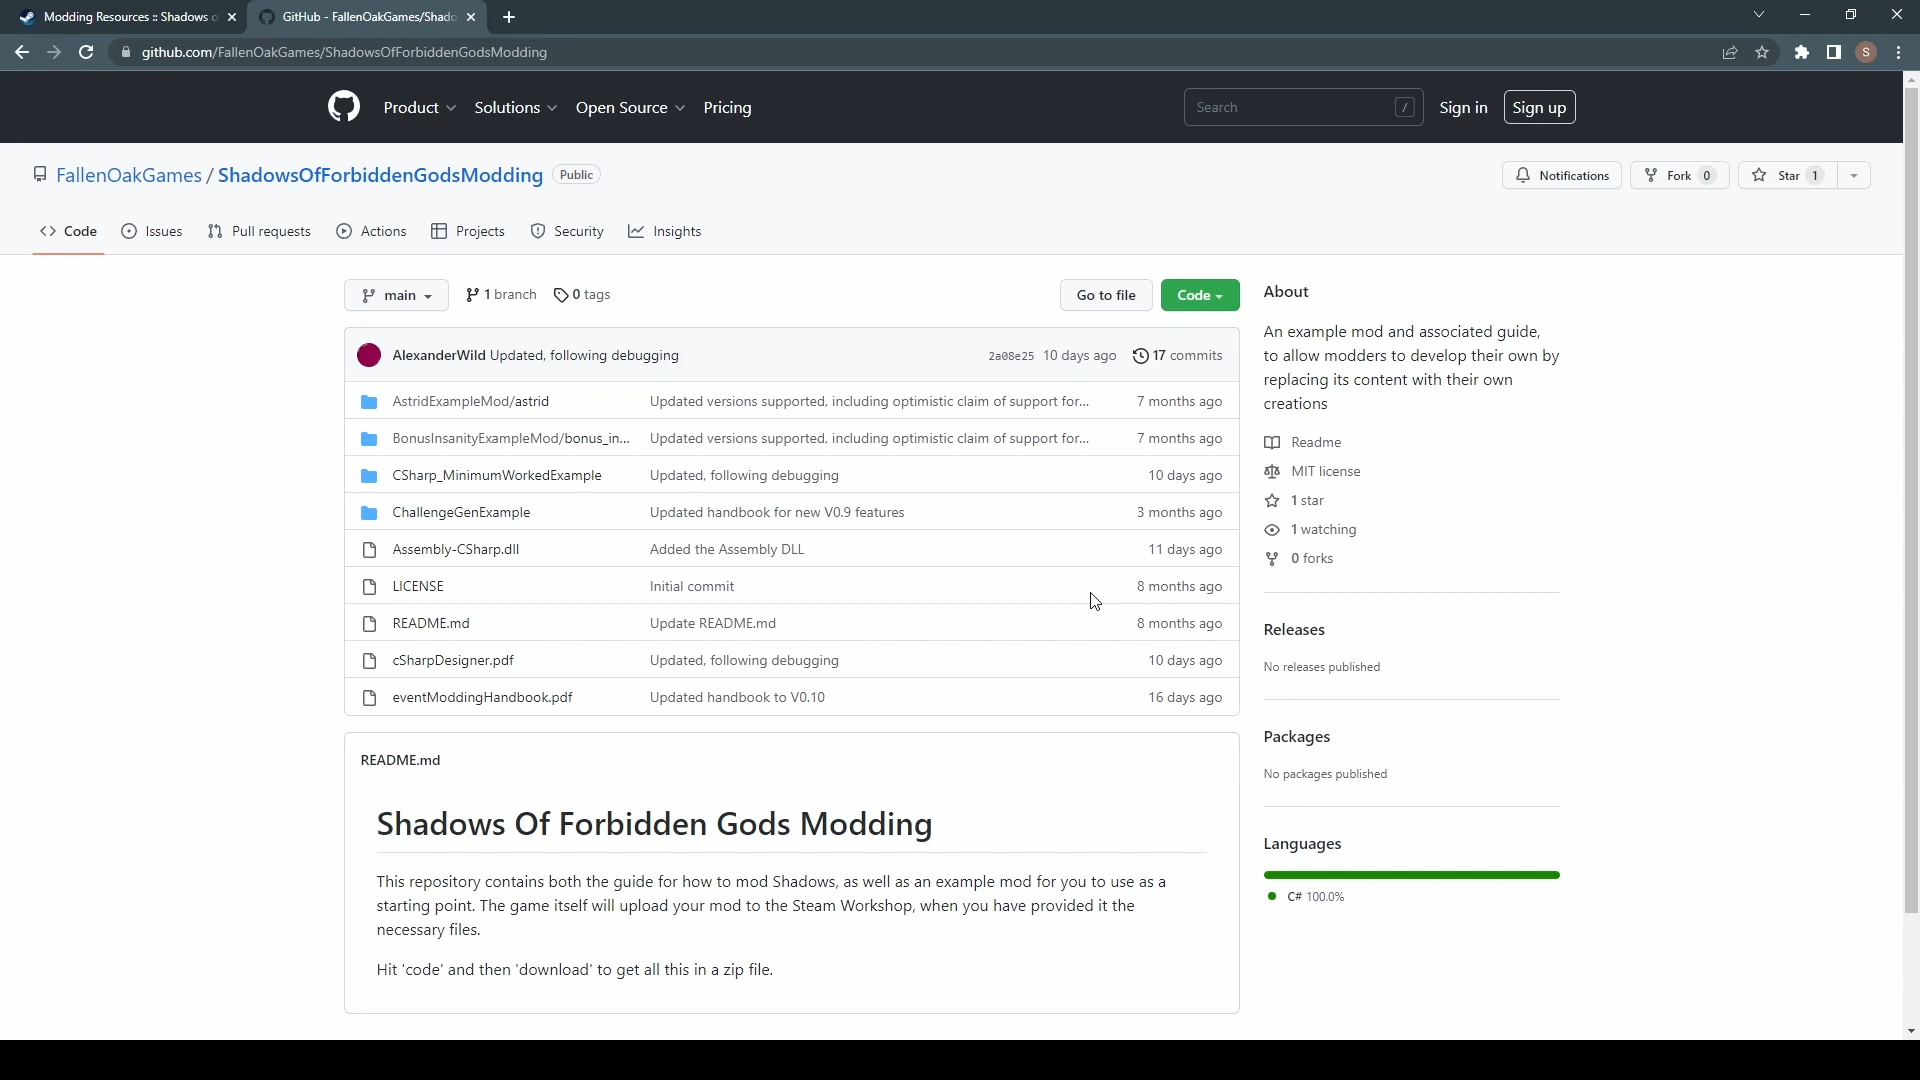 Modding Resources :: Shadows o
GitHub - FallenOakGames/Shado
github.com/FallenOakGames/ShadowsOfForbiddenGodsModding
S
Product Solutions Open Source Pricing
Search /
Sign in
Sign up
FallenOakGames / ShadowsOfForbiddenGodsModding Public
Notifications
Fork 0
Star 1
Code Issues Pull requests Actions Projects Security Insights
main 1 branch 0 tags
Go to file
Code
AlexanderWild Updated, following debugging 2a08e25 10 days ago 17 commits
AstridExampleMod/astrid Updated versions supported, including optimistic claim of support for... 7 months ago
BonusInsanityExampleMod/bonus_in... Updated versions supported, including optimistic claim of support for... 7 months ago
CSharp_MinimumWorkedExample Updated, following debugging 10 days ago
ChallengeGenExample Updated handbook for new V0.9 features 3 months ago
Assembly-CSharp.dll Added the Assembly DLL 11 days ago
LICENSE Initial commit 8 months ago
README.md Update README.md 8 months ago
cSharpDesigner.pdf Updated, following debugging 10 days ago
eventModdingHandbook.pdf Updated handbook to V0.10 16 days ago
README.md
Shadows Of Forbidden Gods Modding
This repository contains both the guide for how to mod Shadows, as well as an example mod for you to use as a
starting point. The game itself will upload your mod to the Steam Workshop, when you have provided it the
necessary files.
Hit 'code' and then 'download' to get all this in a zip file.
About
An example mod and associated guide,
to allow modders to develop their own by
replacing its content with their own
creations
Readme
MIT license
1 star
1 watching
0 forks
Releases
No releases published
Packages
No packages published
Languages
C# 100.0%